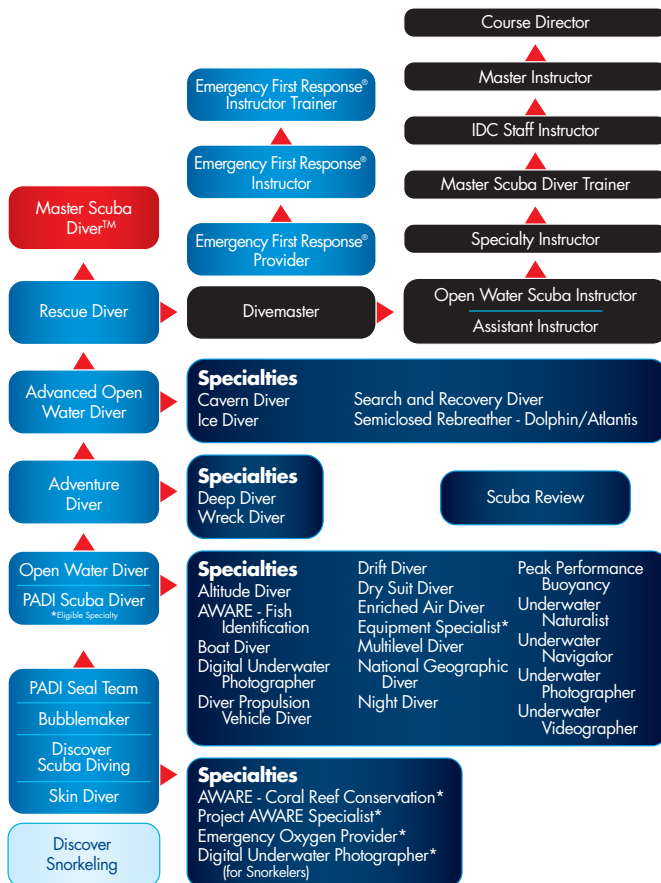 Course Director
Master Instructor
IDC Staff Instructor
Master Scuba Diver Trainer
Specialty Instructor
Open Water Scuba Instructor
Assistant Instructor
Emergency First Response®
Instructor Trainer
Emergency First Response®
Instructor
Emergency First Response®
Provider
Master Scuba
Diver™
Rescue Diver
Divemaster
Advanced Open
Water Diver
Specialties
Cavern Diver
Ice Diver
Search and Recovery Diver
Semiclosed Rebreather - Dolphin/Atlantis
Adventure
Diver
Specialties
Deep Diver
Wreck Diver
Scuba Review
Open Water Diver
PADI Scuba Diver
*Eligible Specialty
Specialties
Altitude Diver
AWARE - Fish
Identification
Boat Diver
Digital Underwater
Photographer
Diver Propulsion
Vehicle Diver
Drift Diver
Dry Suit Diver
Enriched Air Diver
Equipment Specialist*
Multilevel Diver
National Geographic
Diver
Night Diver
Peak Performance
Buoyancy
Underwater
Naturalist
Underwater
Navigator
Underwater
Photographer
Underwater
Videographer
PADI Seal Team
Bubblemaker
Discover
Scuba Diving
Skin Diver
Specialties
AWARE - Coral Reef Conservation*
Project AWARE Specialist*
Emergency Oxygen Provider*
Digital Underwater Photographer*
(for Snorkelers)
Discover
Snorkeling